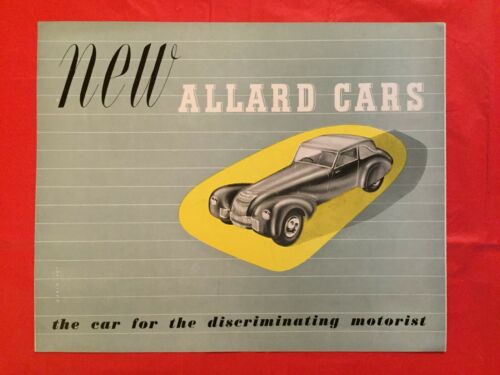 new
ALLARD CARS
the car for the discriminating motorist